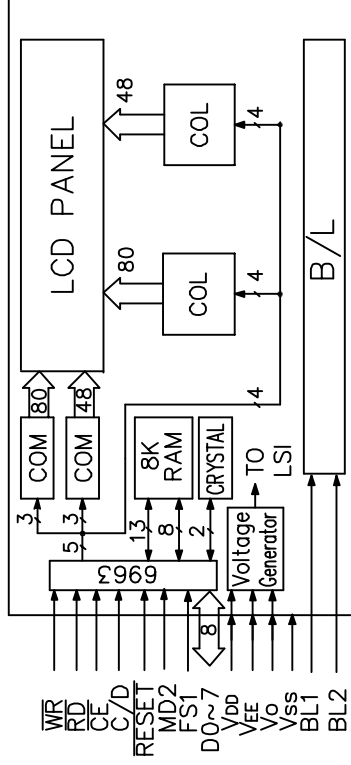 WR
RD
CE
C/D
RESET
MD2
FS1
D0~7
VDD
VEE
Vo
Vss
BL1
BL2
6963
8
5
3
3
13
8
2
COM
COM
80
48
8K
RAM
CRYSTAL
Voltage
Generator
TO
LSI
4
LCD PANEL
80
48
COL
COL
4
4
B/L